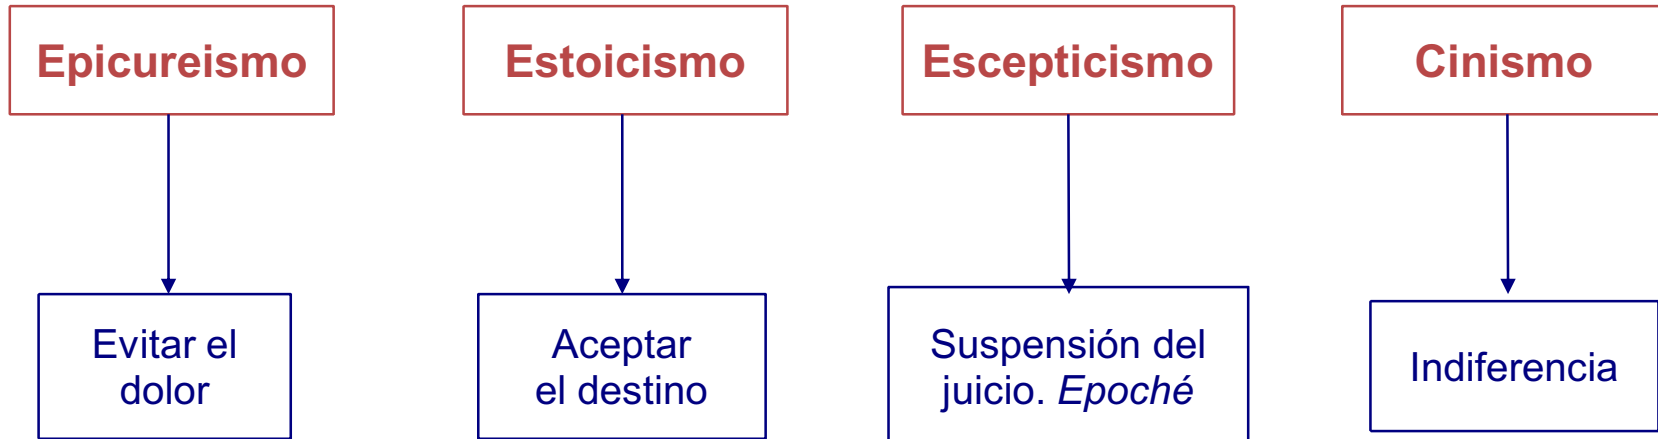 Epicureismo
Estoicismo
Escepticismo
Cinismo
Evitar el
dolor
Aceptar
el destino
Suspensión del
juicio. Epoché
Indiferencia